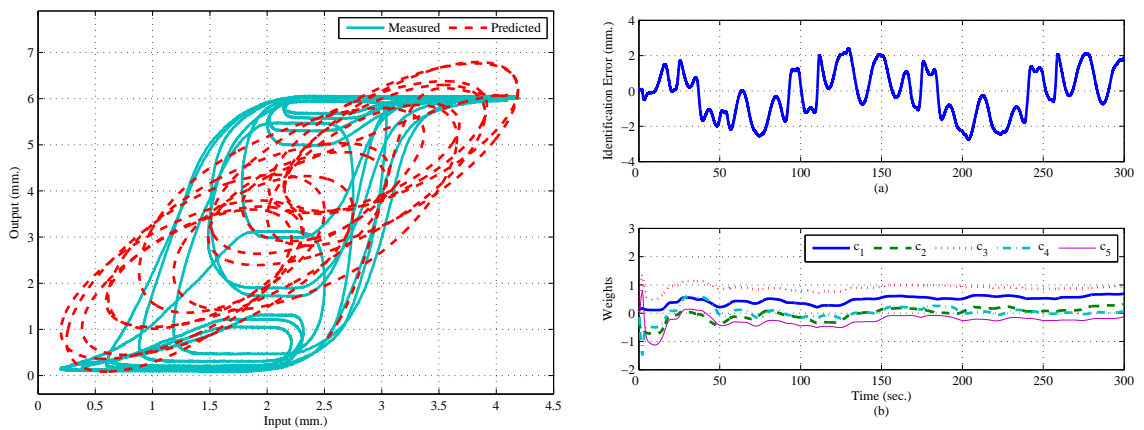 Measured Predicted
7
6
5
4
3
2
1
0
Output (mm.)
0 0.5 1 1.5 2 2.5 3 3.5 4 4.5
Input (mm.)
4
2
0
−2
−4
Identification Error (mm.)
0 50 100 150 200 250 300
(a)
3
2
1
0
−1
−2
Weights
c1 c2 c3 c4 c5
0 50 100 150 200 250 300
Time (sec.)
(b)